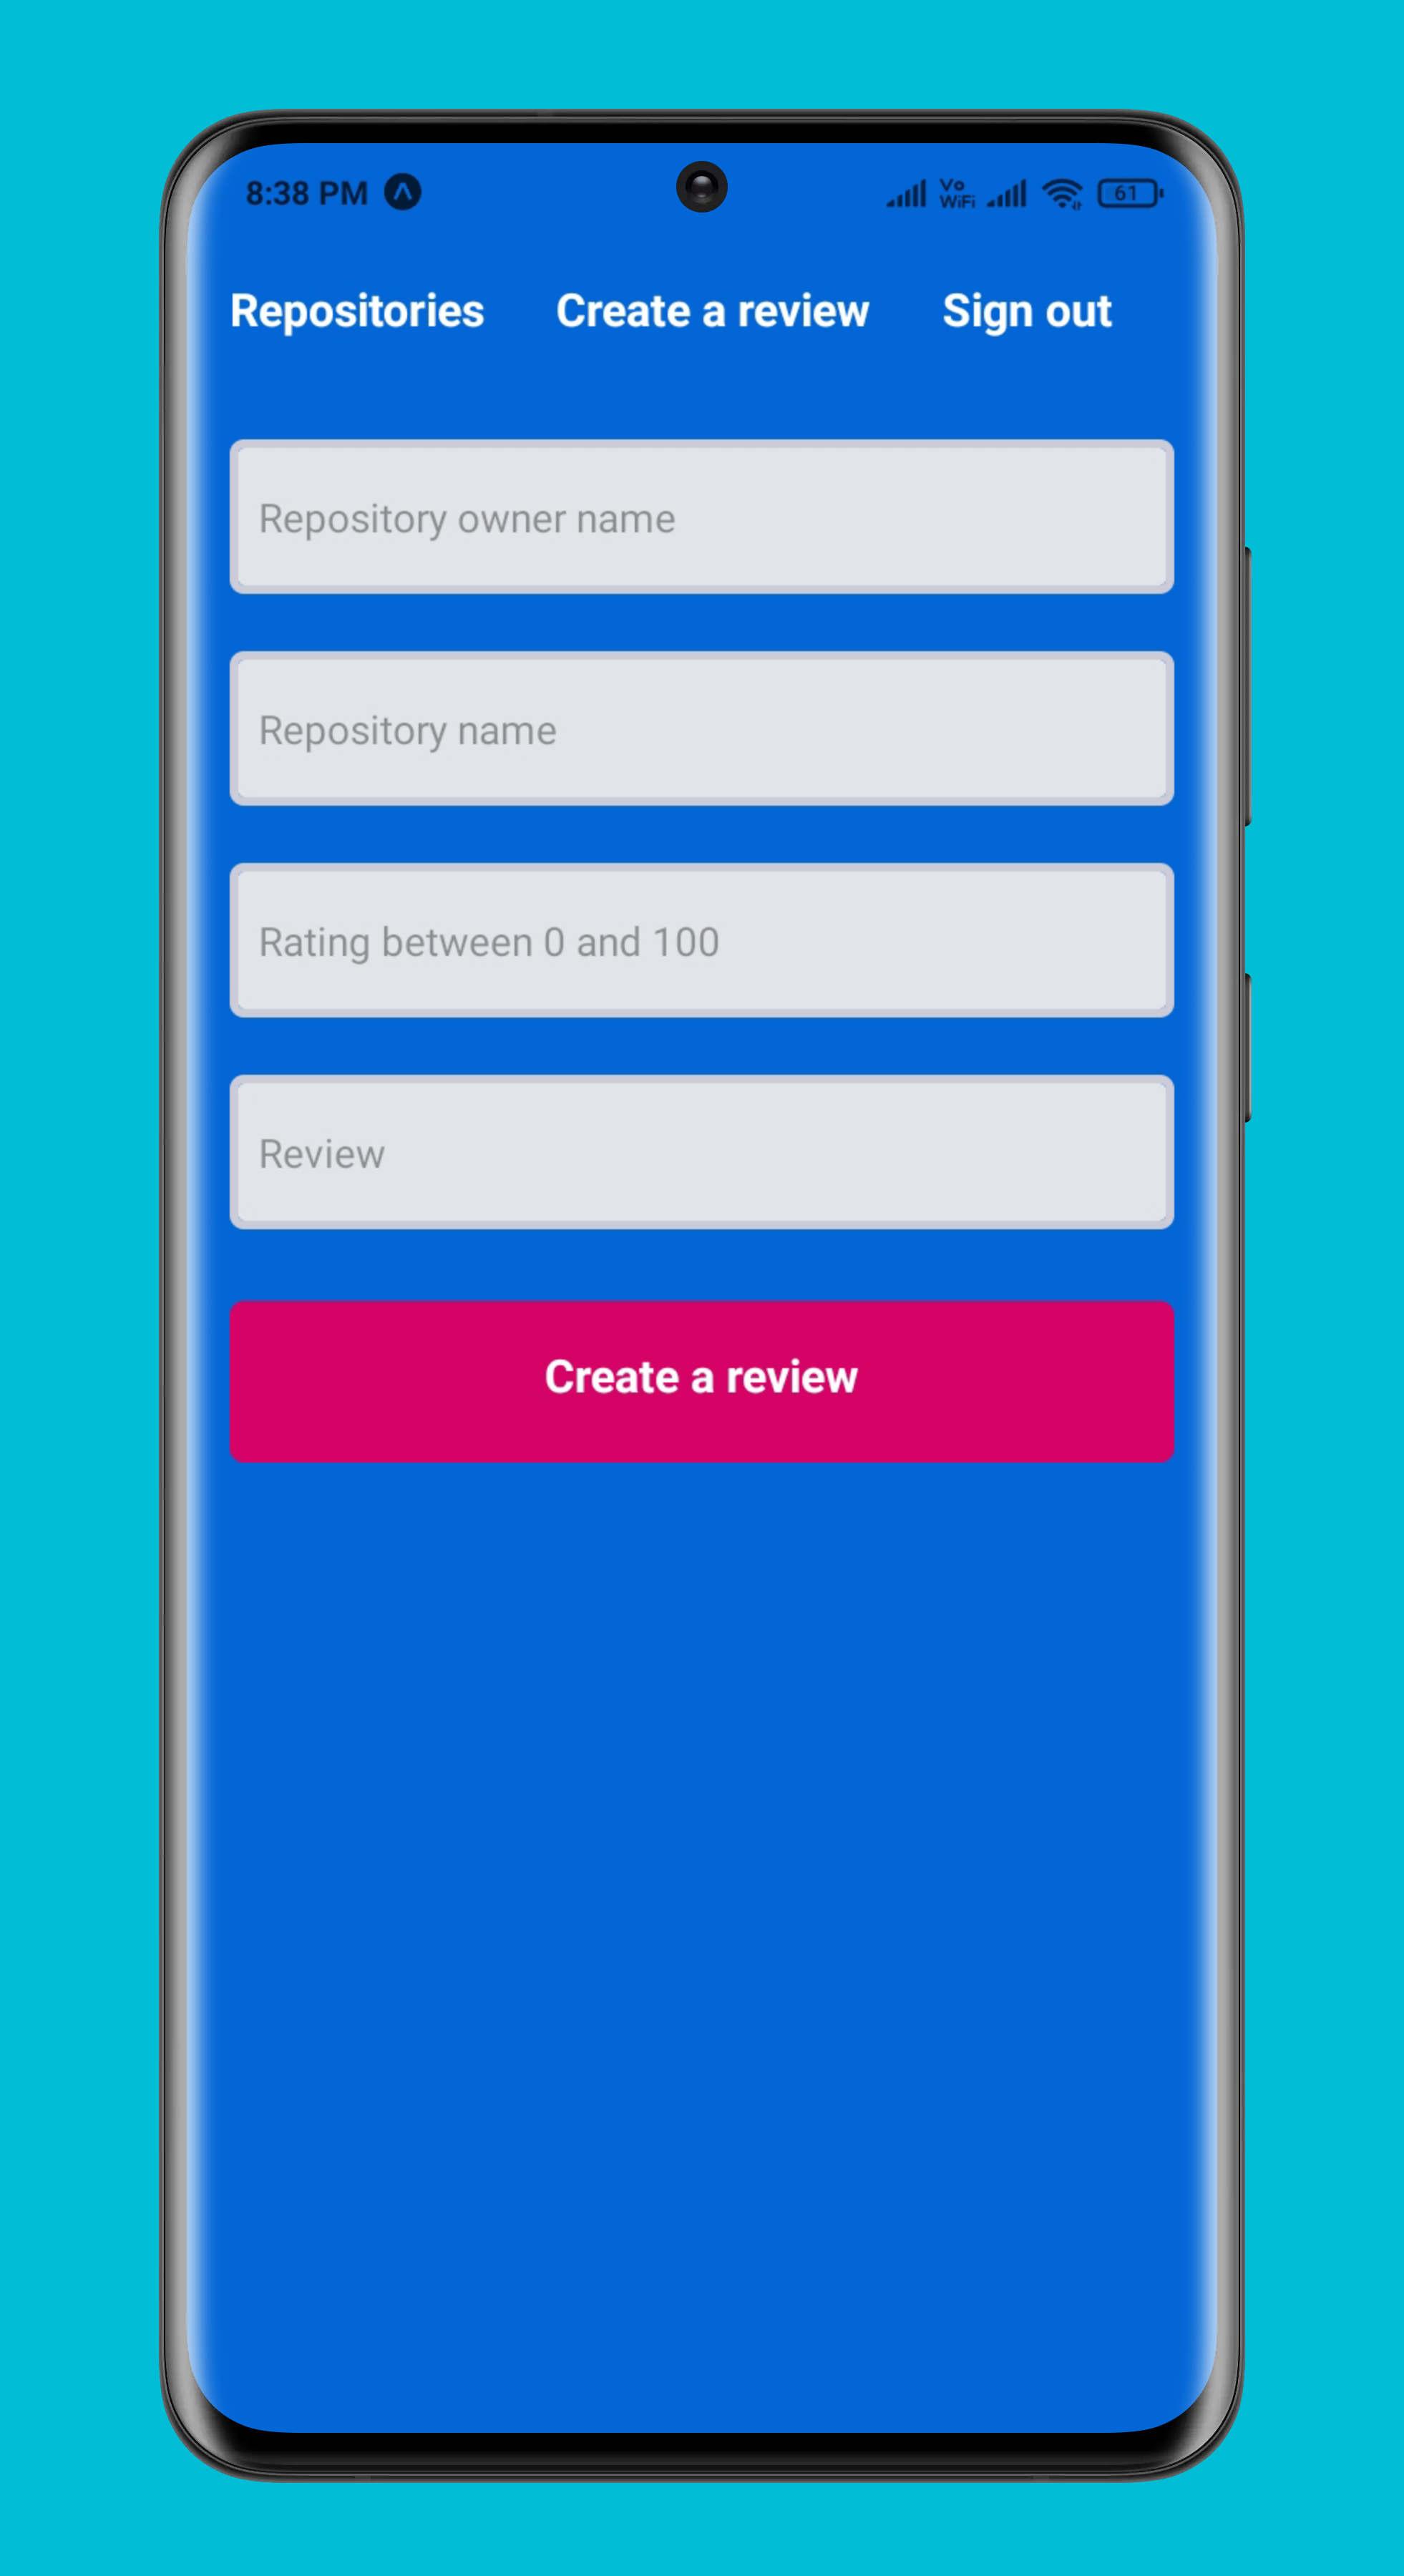 8:38 PM
Vo
WiFi
61
Repositories Create a review Sign out
Repository owner name
Repository name
Rating between 0 and 100
Review
Create a review